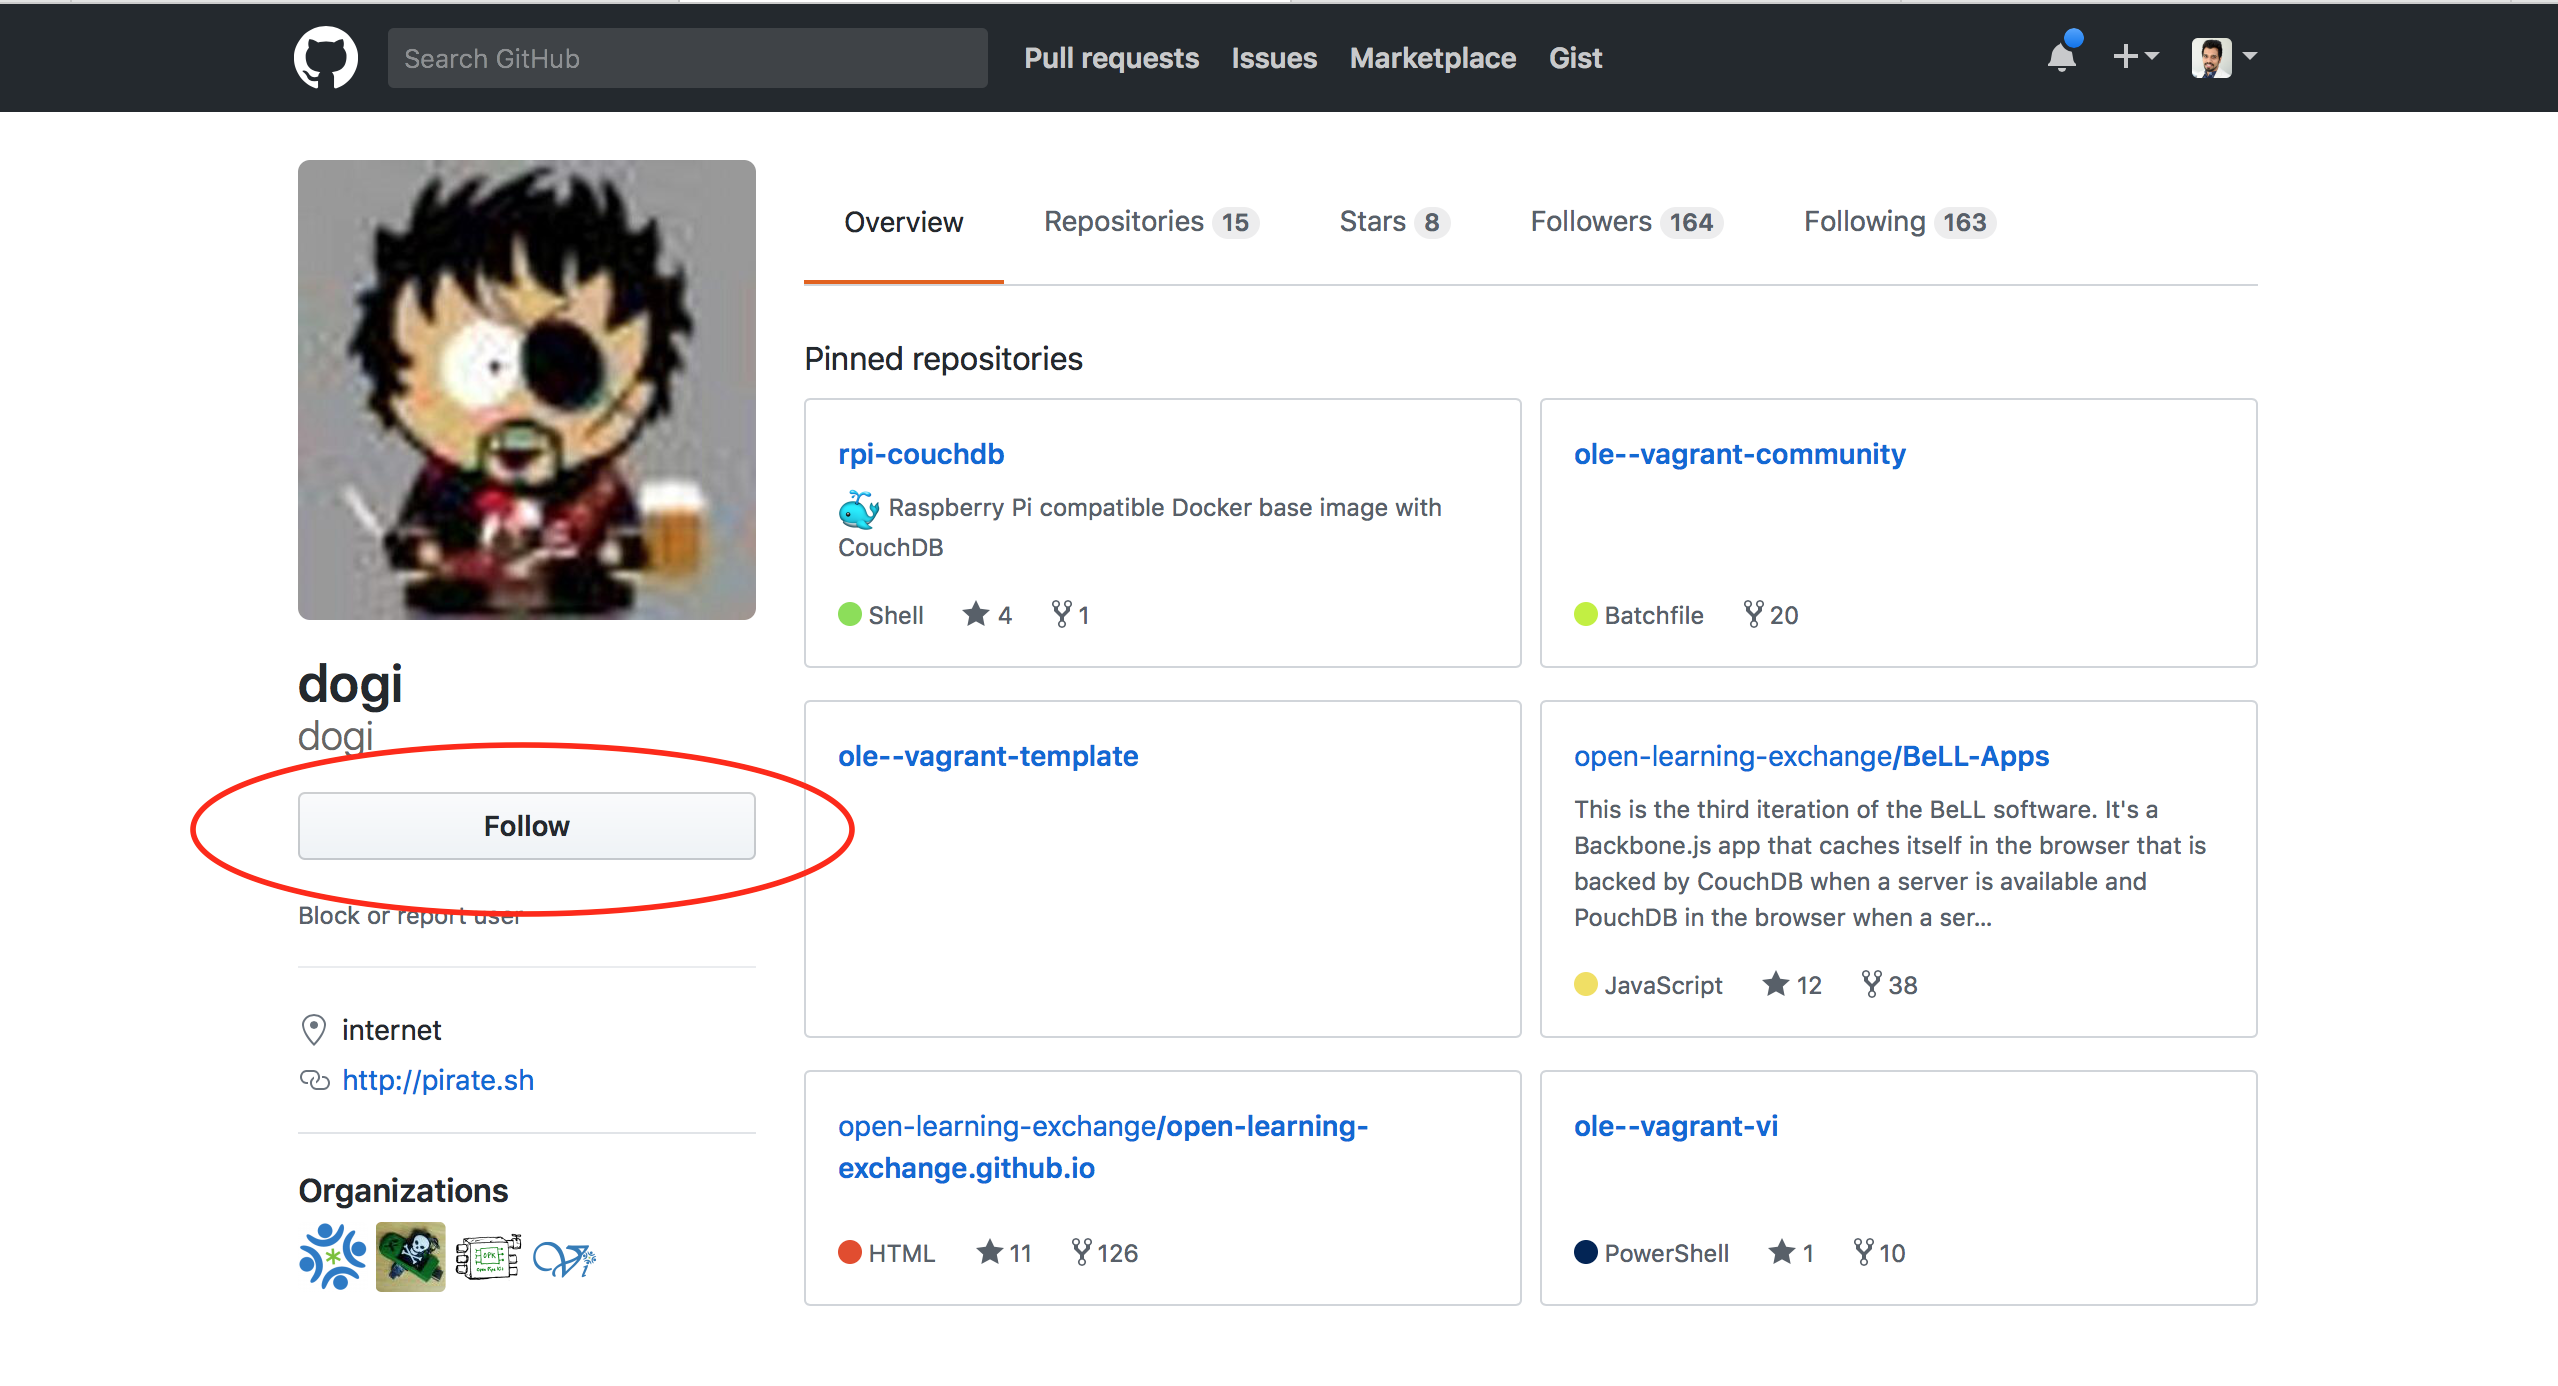 Search GitHub
Pull requests
Issues
Marketplace
Gist
Overview
Repositories 15
Stars 8
Followers 164
Following 163
dogi
dogi
Follow
Block or report user
internet
http://pirate.sh
Organizations
OPK
Pinned repositories
rpi-couchdb
Raspberry Pi compatible Docker base image with
CouchDB
Shell 4 1
ole--vagrant-community
Batchfile 20
ole--vagrant-template
open-learning-exchange/BeLL-Apps
This is the third iteration of the BeLL software. It's a
Backbone.js app that caches itself in the browser that is
backed by CouchDB when a server is available and
PouchDB in the browser when a ser...
JavaScript 12 38
open-learning-exchange/open-learning-
exchange.github.io
HTML 11 126
ole--vagrant-vi
PowerShell 1 10